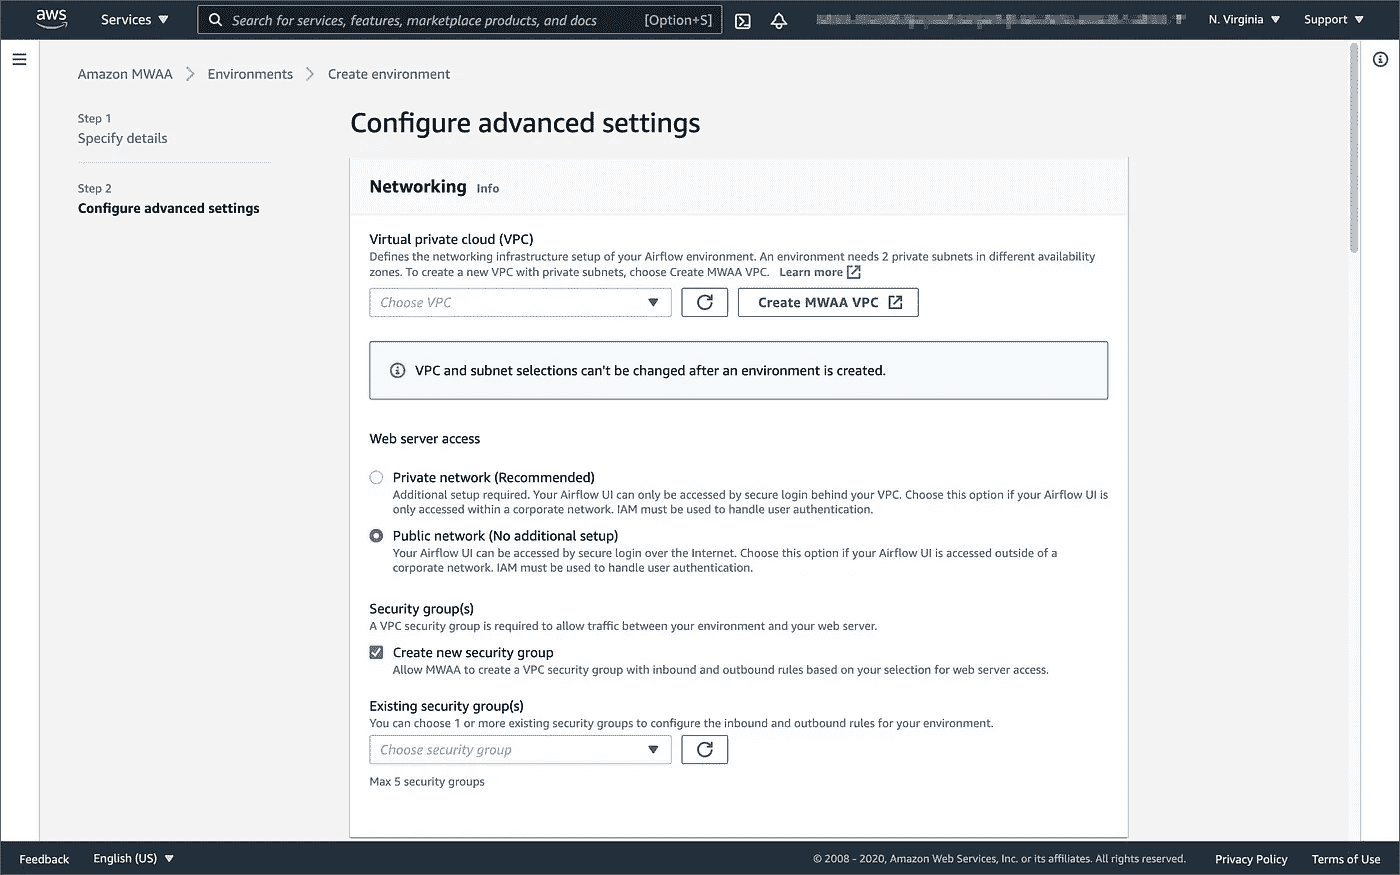 aws Services Search for services, features, marketplace products, and docs [Option+S] N. Virginia Support
Amazon MWAA Environments Create environment
Step 1
Specify details
Step 2
Configure advanced settings
Configure advanced settings
Networking Info
Virtual private cloud (VPC)
Defines the networking infrastructure setup of your Airflow environment. An environment needs 2 private subnets in different availability
zones. To create a new VPC with private subnets, choose Create MWAA VPC. Learn more
Choose VPC Create MWAA VPC
VPC and subnet selections can't be changed after an environment is created.
Web server access
Private network (Recommended)
Additional setup required. Your Airflow UI can only be accessed by secure login behind your VPC. Choose this option if your Airflow UI is
only accessed within a corporate network. IAM must be used to handle user authentication.
Public network (No additional setup)
Your Airflow UI can be accessed by secure login over the Internet. Choose this option if your Airflow UI is accessed outside of a
corporate network. IAM must be used to handle user authentication.
Security group(s)
A VPC security group is required to allow traffic between your environment and your web server.
Create new security group
Allow MWAA to create a VPC security group with inbound and outbound rules based on your selection for web server access.
Existing security group(s)
You can choose 1 or more existing security groups to configure the inbound and outbound rules for your environment.
Choose security group
Max 5 security groups
Feedback English (US) © 2008 - 2020, Amazon Web Services, Inc. or its affiliates. All rights reserved. Privacy Policy Terms of Use